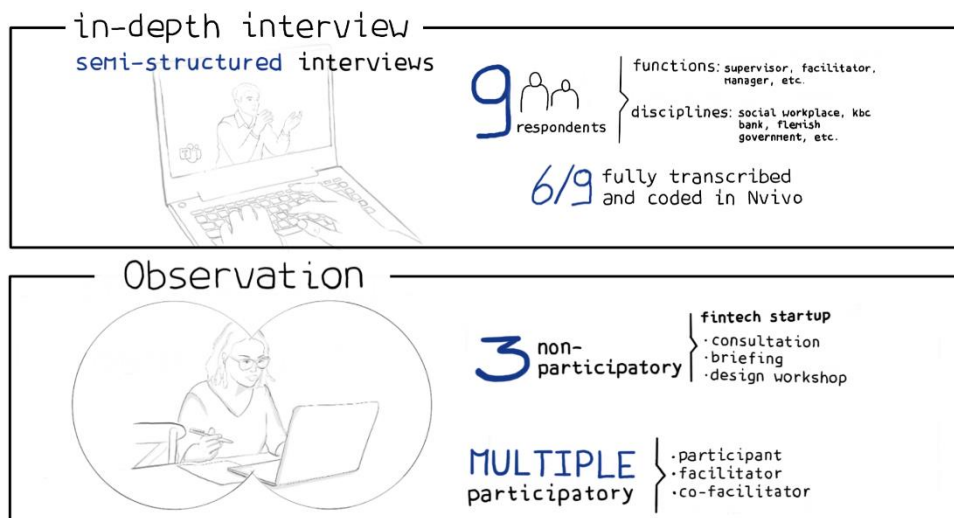 in-depth interview
semi-structured interviews
9
respondents
functions: supervisor, facilitator,
manager, etc.
disciplines: social workplace, kbc
bank, flemish
government, etc.
6/9 fully transcribed
and coded in Nvivo
Observation
3 non-
participatory
fintech startup
·consultation
·briefing
·design workshop
MULTIPLE
participatory
·participant
·facilitator
·co-facilitator